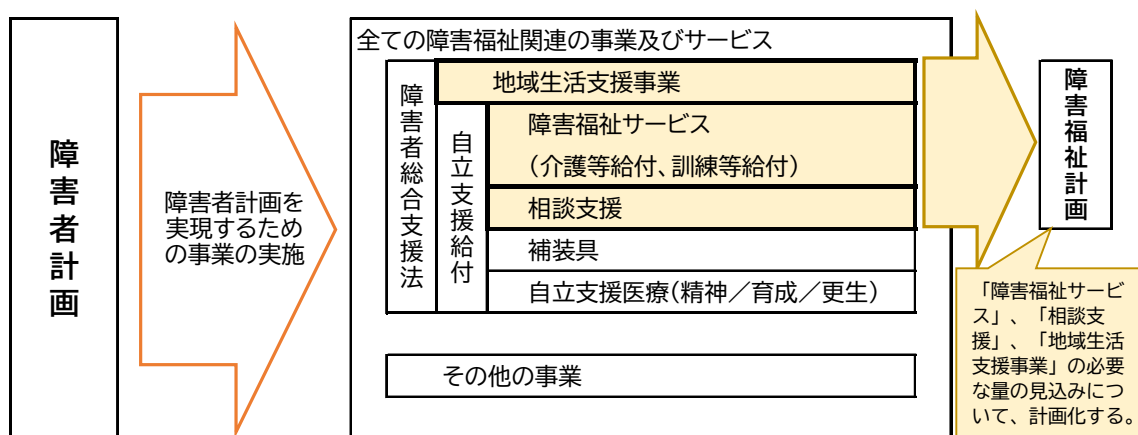 障害者計画
障害者計画を
実現するため
の事業の実施
全ての障害福祉関連の事業及びサービス
障害者総合支援法
地域生活支援事業
自立支援給付
障害福祉サービス
(介護等給付、訓練等給付)
相談支援
補装具
自立支援医療(精神／育成／更生)
その他の事業
障害福祉計画
「障害福祉サービ
ス」、「相談支
援」、「地域生活
支援事業」の必要
な量の見込みにつ
いて、計画化する。